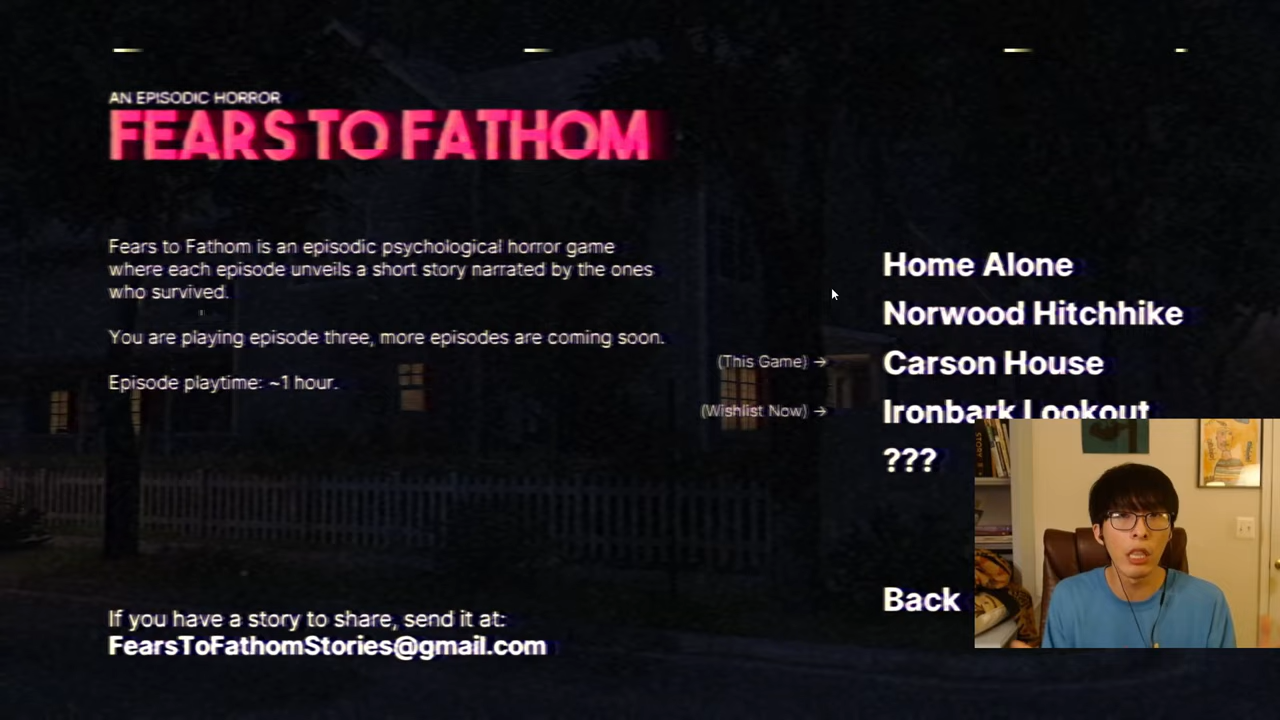 AN EPISODIC HORROR
FEARS TO FATHOM
Fears to Fathom is an episodic psychological horror game
where each episode unveils a short story narrated by the ones
who survived.
You are playing episode three, more episodes are coming soon.
Episode playtime: ~1 hour.
If you have a story to share, send it at:
FearsToFathomStories@gmail.com
Home Alone
Norwood Hitchhike
(This Game) → Carson House
(Wishlist Now) → Ironbark Lookout
???
Back